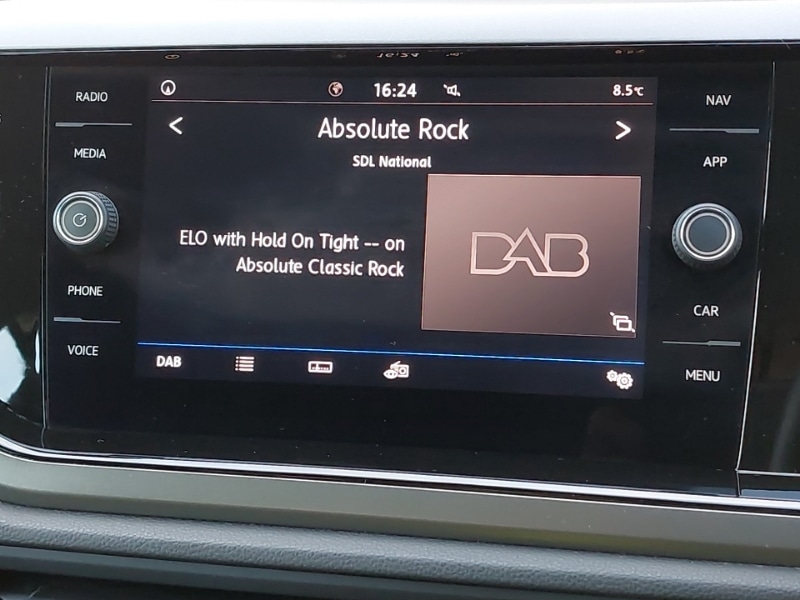 RADIO
MEDIA
PHONE
VOICE
16:24
8.5°C
Absolute Rock
SDL National
ELO with Hold On Tight -- on
Absolute Classic Rock
DAB
DAB
NAV
APP
CAR
MENU